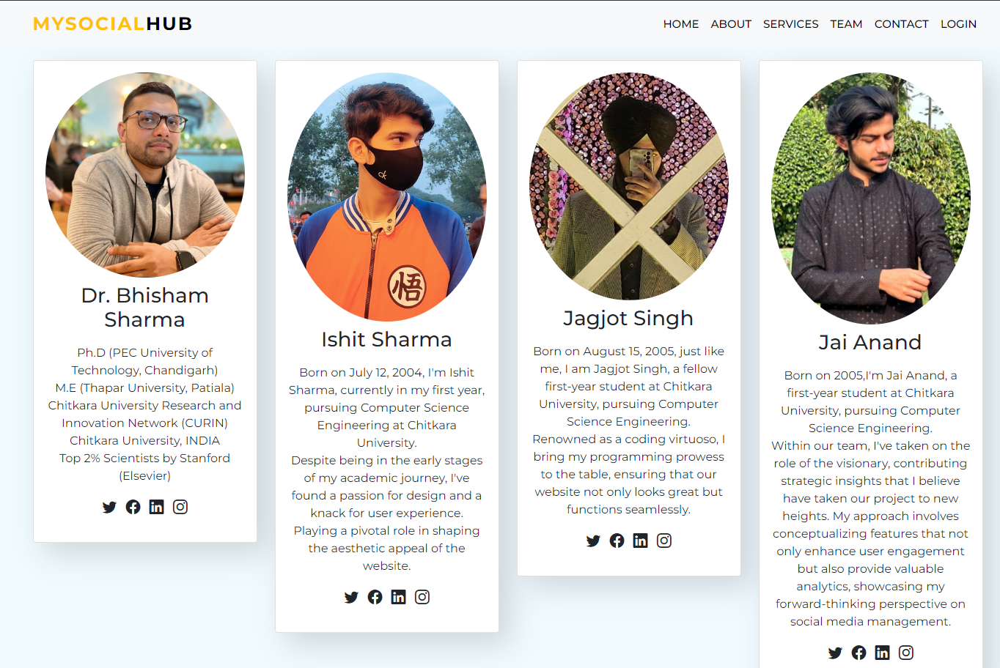 MYSOCIALHUB
HOME ABOUT SERVICES TEAM CONTACT LOGIN
Dr. Bhisham
Sharma
Ph.D (PEC University of
Technology, Chandigarh)
M.E (Thapar University, Patiala)
Chitkara University Research and
Innovation Network (CURIN)
Chitkara University, INDIA
Top 2% Scientists by Stanford
(Elsevier)
ck
悟
Ishit Sharma
Born on July 12, 2004, I'm Ishit
Sharma, currently in my first year,
pursuing Computer Science
Engineering at Chitkara
University.
Despite being in the early stages
of my academic journey, I've
found a passion for design and a
knack for user experience.
Playing a pivotal role in shaping
the aesthetic appeal of the
website.
Jagjot Singh
Born on August 15, 2005, just like
me, I am Jagjot Singh, a fellow
first-year student at Chitkara
University, pursuing Computer
Science Engineering.
Renowned as a coding virtuoso, I
bring my programming prowess
to the table, ensuring that our
website not only looks great but
functions seamlessly.
Jai Anand
Born on 2005,I'm Jai Anand, a
first-year student at Chitkara
University, pursuing Computer
Science Engineering.
Within our team, I've taken on the
role of the visionary, contributing
strategic insights that I believe
have taken our project to new
heights. My approach involves
conceptualizing features that not
only enhance user engagement
but also provide valuable
analytics, showcasing my
forward-thinking perspective on
social media management.